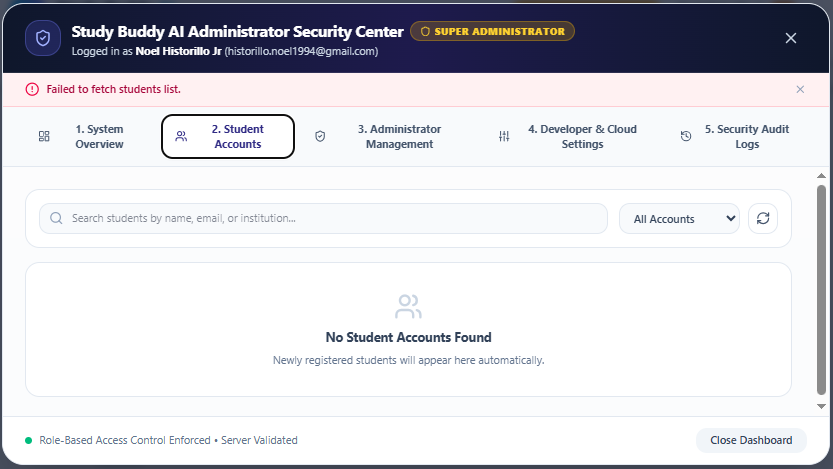 Study Buddy AI Administrator Security Center
SUPER ADMINISTRATOR
Logged in as Noel Historillo Jr (historillo.noel1994@gmail.com)
Failed to fetch students list.
1. System
Overview
2. Student
Accounts
3. Administrator
Management
4. Developer & Cloud
Settings
5. Security Audit
Logs
Search students by name, email, or institution...
All Accounts
No Student Accounts Found
Newly registered students will appear here automatically.
Role-Based Access Control Enforced • Server Validated
Close Dashboard